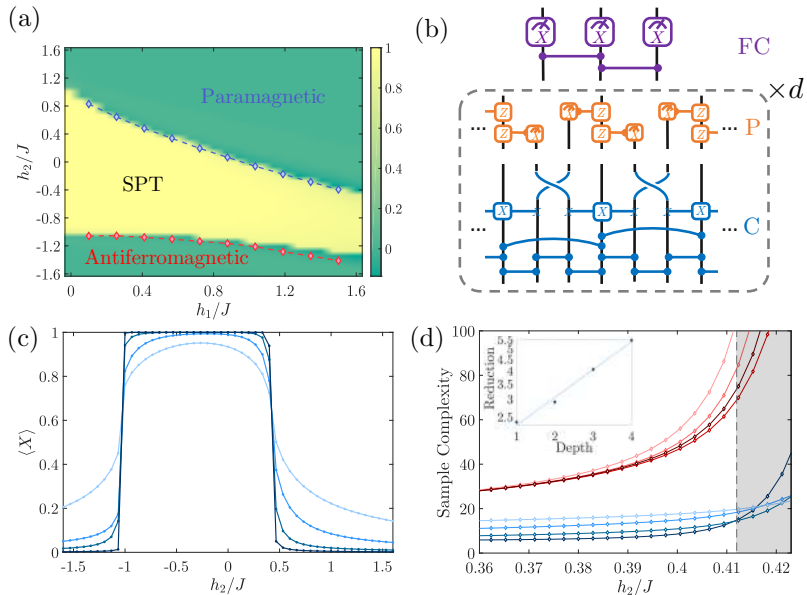 (a)
1.6
1.2
0.8
0.4
0
-0.4
-0.8
-1.2
-1.6
h₂/J
0 0.4 0.8 1.2 1.6
h₁/J
Paramagnetic
SPT
Antiferromagnetic
1
0.8
0.6
0.4
0.2
0
(b)
X X X
FC
×d
... Z Z Z ...
Z X X Z Z X X Z
P
X X X
... ...
C
(c)
1
0.8
0.6
0.4
0.2
0
⟨X⟩
-1.5 -1 -0.5 0 0.5 1 1.5
h₂/J
(d)
100
80
60
40
20
0
Sample Complexity
0.36 0.37 0.38 0.39 0.4 0.41 0.42
h₂/J
5.5
5
4.5
4
3.5
3
2.5
Reduction
1 2 3 4
Depth